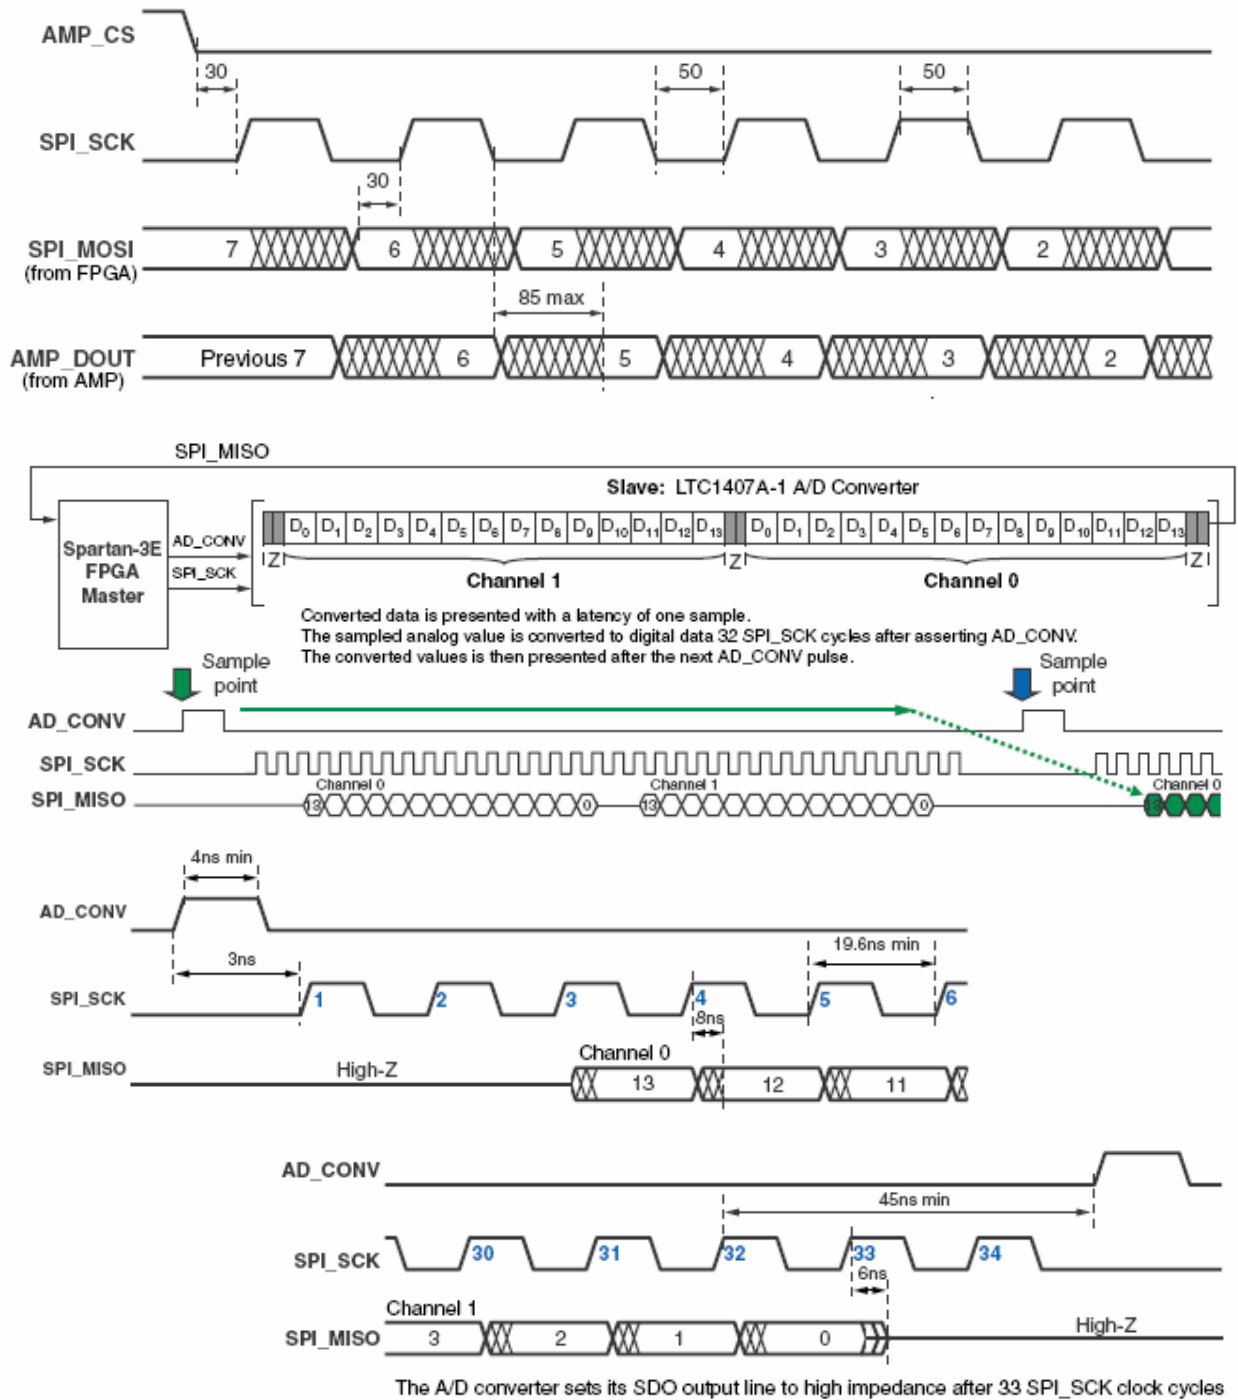 AMP_CS
30
50
50
SPI_SCK
30
SPI_MOSI
(from FPGA)
7
6
5
4
3
2
85 max
AMP_DOUT
(from AMP)
Previous 7
6
5
4
3
2
SPI_MISO
Slave: LTC1407A-1 A/D Converter
Spartan-3E
FPGA
Master
AD_CONV
SPI_SCK
D0 D1 D2 D3 D4 D5 D6 D7 D8 D9 D10 D11 D12 D13 D0 D1 D2 D3 D4 D5 D6 D7 D8 D9 D10 D11 D12 D13
Z
Channel 1
Z
Channel 0
Z
Converted data is presented with a latency of one sample.
The sampled analog value is converted to digital data 32 SPI_SCK cycles after asserting AD_CONV.
The converted values is then presented after the next AD_CONV pulse.
Sample
point
Sample
point
AD_CONV
SPI_SCK
Channel 0
Channel 1
Channel 0
SPI_MISO
13
0
13
0
13
4ns min
AD_CONV
3ns
19.6ns min
SPI_SCK
1
2
3
4
5
6
8ns
Channel 0
SPI_MISO
High-Z
13
12
11
AD_CONV
45ns min
SPI_SCK
30
31
32
33
34
6ns
Channel 1
SPI_MISO
3
2
1
0
High-Z
The A/D converter sets its SDO output line to high impedance after 33 SPI_SCK clock cycles